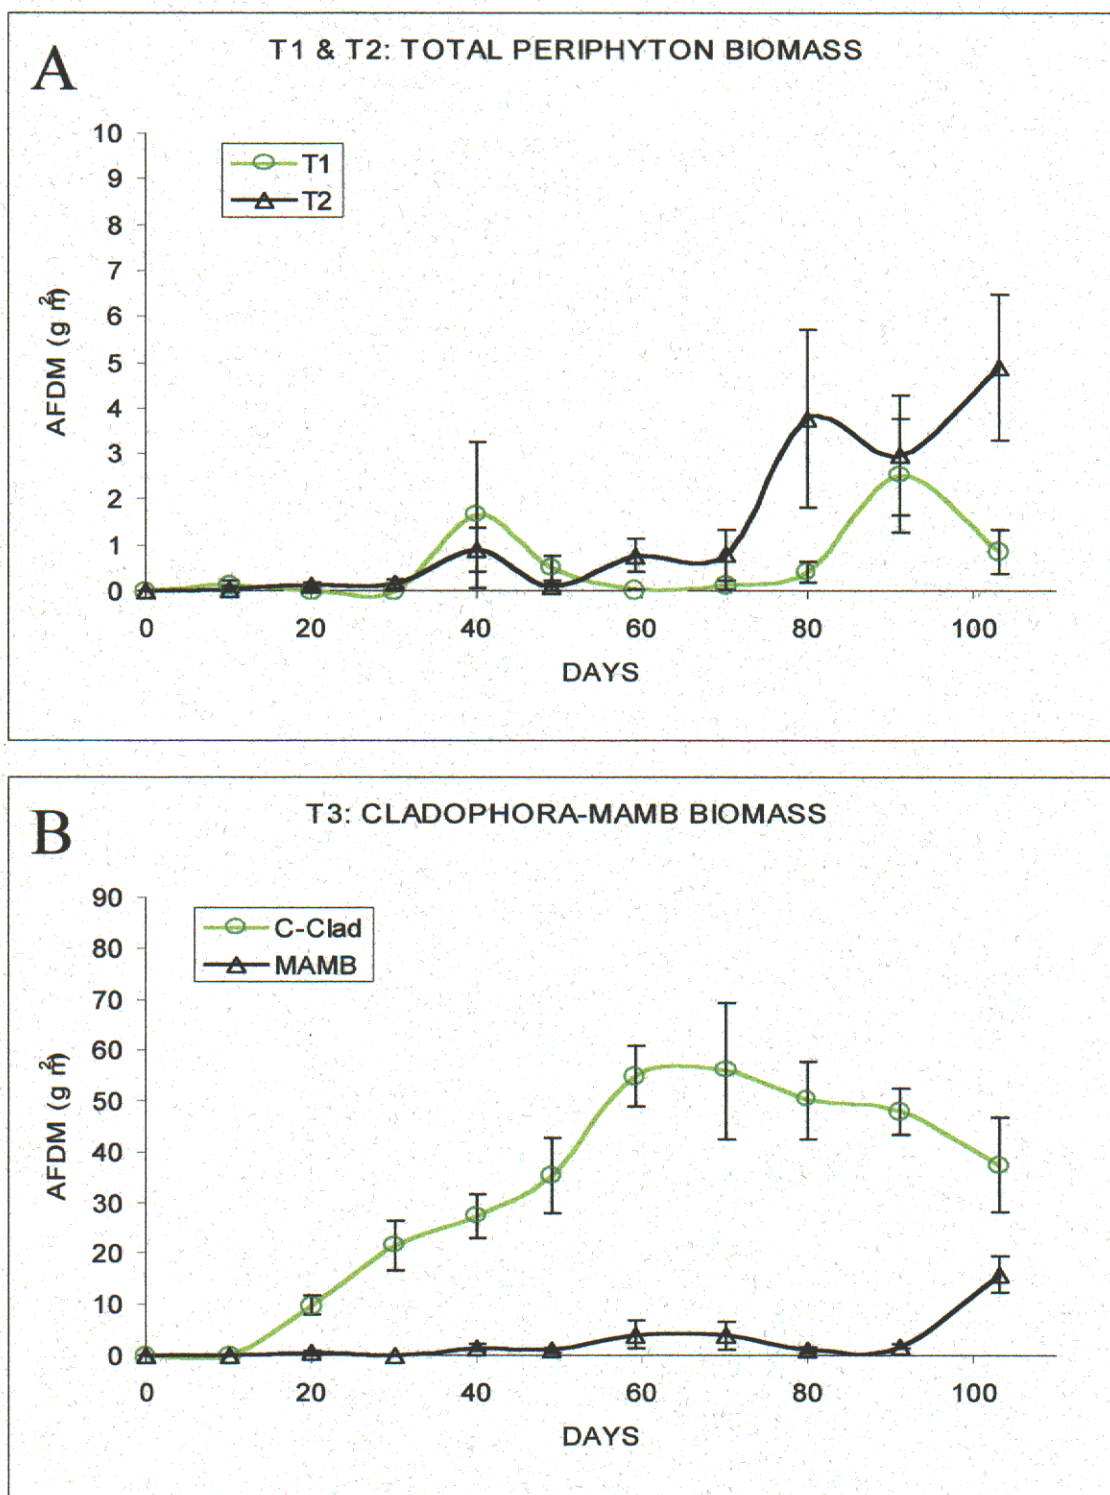 A
T1 & T2: TOTAL PERIPHYTON BIOMASS
10
9
8
7
6
5
4
3
2
1
0
T1
T2
AFDM (g m²)
0 20 40 60 80 100
DAYS
B
T3: CLADOPHORA-MAMB BIOMASS
90
80
70
60
50
40
30
20
10
0
C-Clad
MAMB
AFDM (g m²)
0 20 40 60 80 100
DAYS